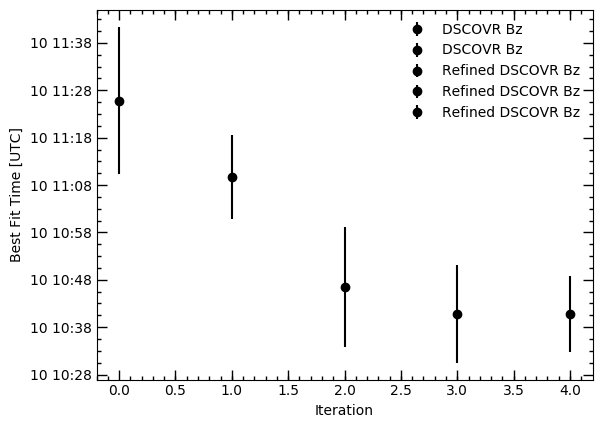 DSCOVR Bz
DSCOVR Bz
Refined DSCOVR Bz
Refined DSCOVR Bz
Refined DSCOVR Bz
10 11:38
10 11:28
10 11:18
10 11:08
10 10:58
10 10:48
10 10:38
10 10:28
Best Fit Time [UTC]
0.0 0.5 1.0 1.5 2.0 2.5 3.0 3.5 4.0
Iteration